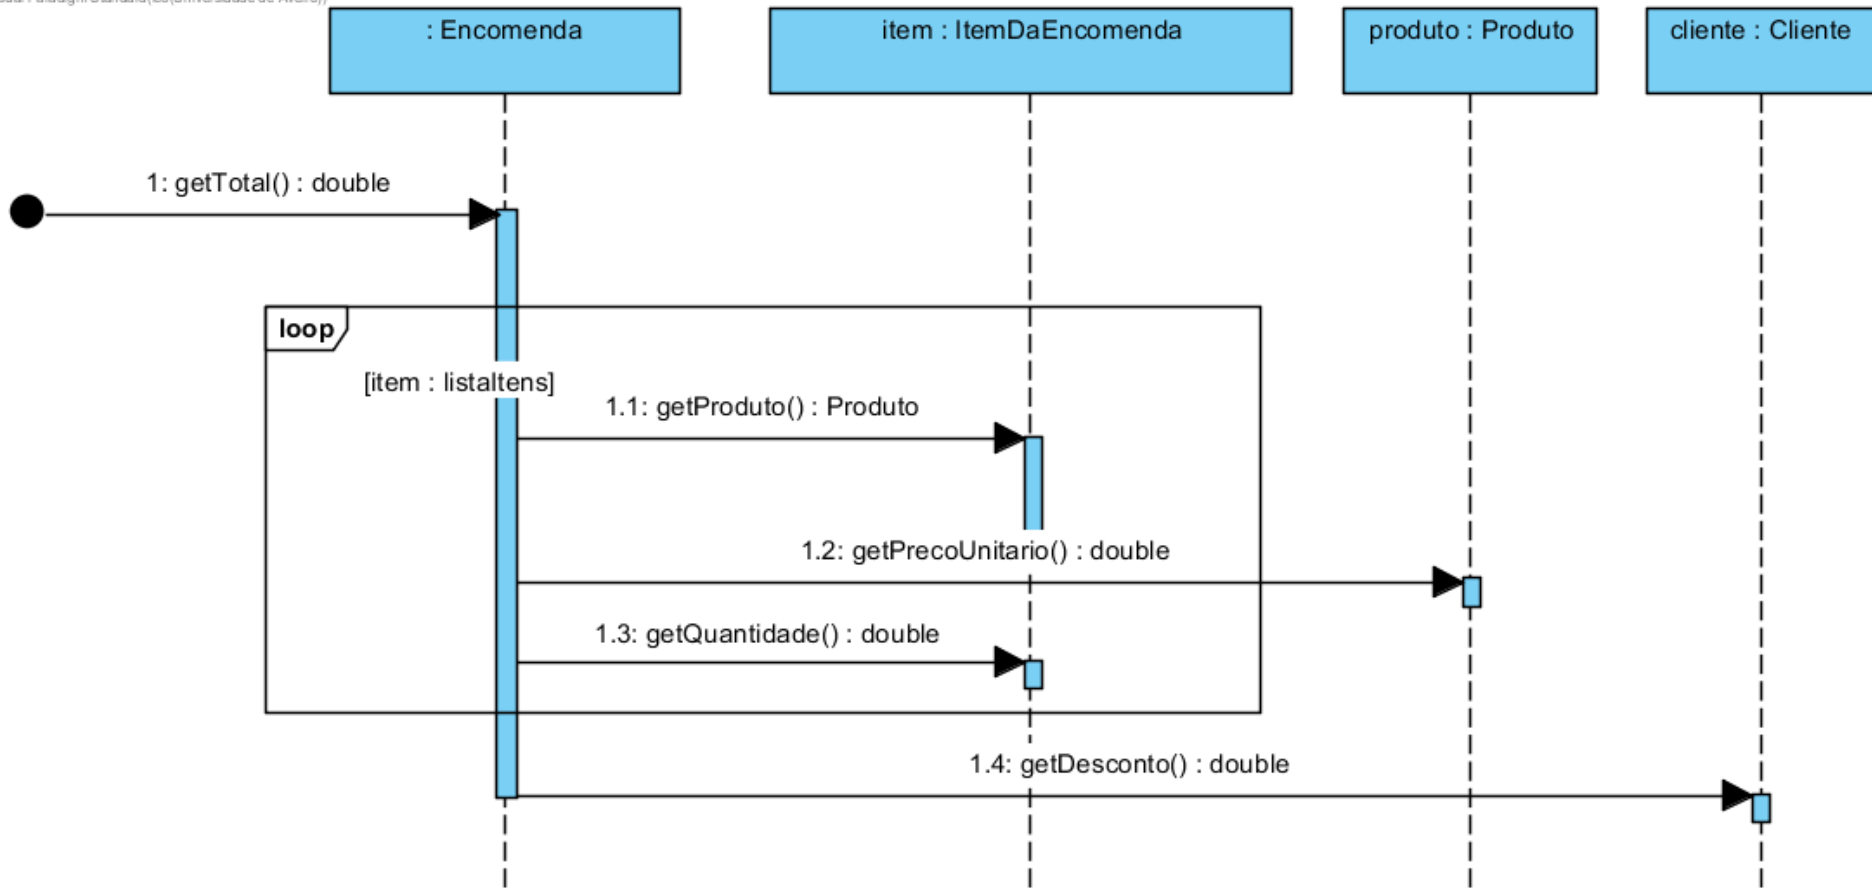 : Encomenda
item : ItemDaEncomenda
produto : Produto
cliente : Cliente
1: getTotal() : double
loop
[item : listaItens]
1.1: getProduto() : Produto
1.2: getPrecoUnitario() : double
1.3: getQuantidade() : double
1.4: getDesconto() : double